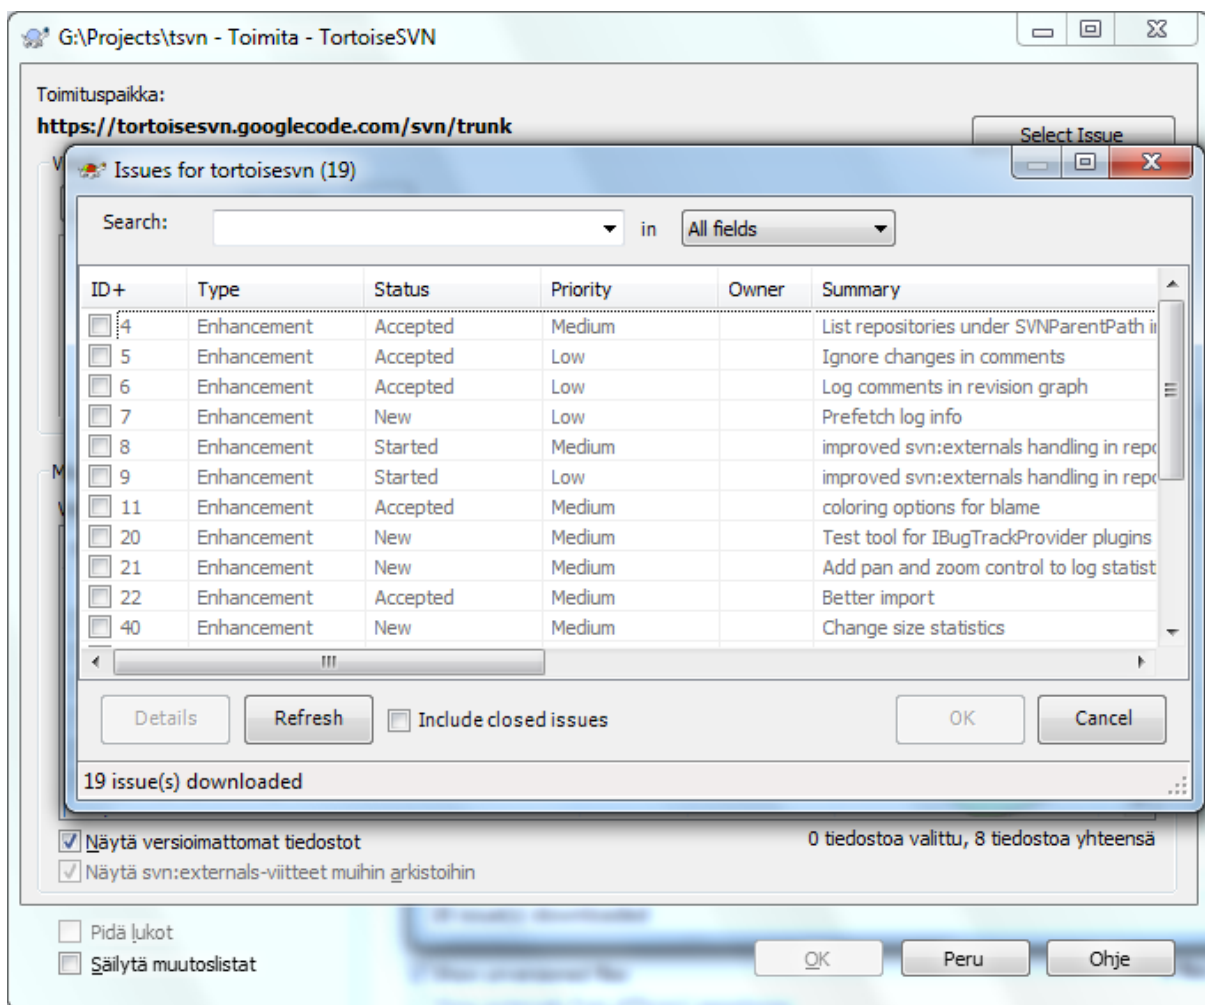 G:\Projects\tsvn - Toimita - TortoiseSVN
Toimituspaikka:
https://tortoisesvn.googlecode.com/svn/trunk
Select Issue
Issues for tortoisesvn (19)
Search: in All fields
ID+ Type Status Priority Owner Summary
4 Enhancement Accepted Medium List repositories under SVNParentPath
5 Enhancement Accepted Low Ignore changes in comments
6 Enhancement Accepted Low Log comments in revision graph
7 Enhancement New Low Prefetch log info
8 Enhancement Started Medium improved svn:externals handling in repo
9 Enhancement Started Low improved svn:externals handling in repo
11 Enhancement Accepted Medium coloring options for blame
20 Enhancement New Medium Test tool for IBugTrackProvider plugins
21 Enhancement New Medium Add pan and zoom control to log statist
22 Enhancement Accepted Medium Better import
40 Enhancement New Medium Change size statistics
Details Refresh Include closed issues OK Cancel
19 issue(s) downloaded
Näytä versioimattomat tiedostot 0 tiedostoa valittu, 8 tiedostoa yhteensä
Näytä svn:externals-viitteet muihin arkistoihin
Pidä lukot
Säilytä muutoslistat
OK Peru Ohje